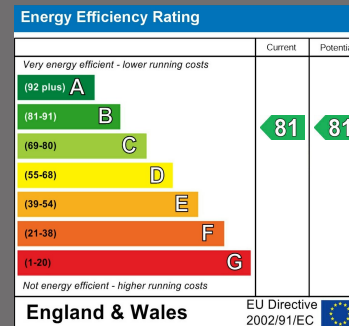 Energy Efficiency Rating
Current
Very energy efficient - lower running costs
(92 plus) A
(81-91) B
81
81
(69-80) C
(55-68) D
(39-54) E
(21-38) F
(1-20) G
Not energy efficient - higher running costs
England & Wales
EU Directive
2002/91/EC